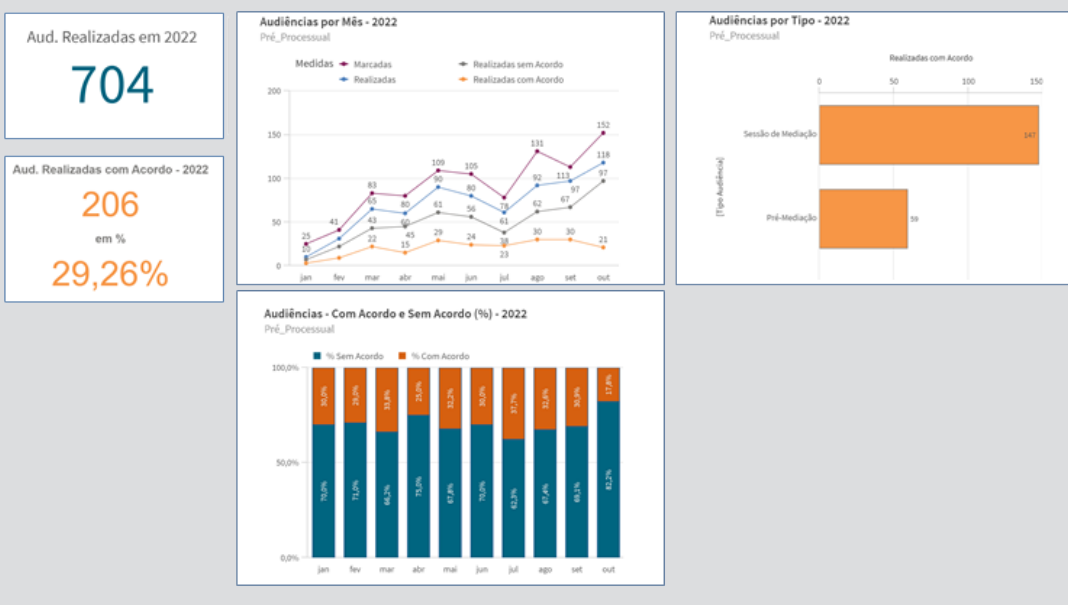 Aud. Realizadas em 2022
704
Aud. Realizadas com Acordo - 2022
206
em %
29,26%
Audiências por Mês - 2022
Pré_Processual
Medidas Marcadas Realizadas sem Acordo
Realizadas Realizadas com Acordo
200
150
100
50
0
25 41 83 109 105 131 113 152
10 65 80 90 80 78 92 97 118
43 60 61 56 61 62 67 97
22 45 29 24 38 30 30 21
15 23
jan fev mar abr mai jun jul ago set out
Audiências por Tipo - 2022
Pré_Processual
Realizadas com Acordo
0 50 100 150
[Tipo Audiência]
Sessão de Mediação 147
Pré-Mediação 59
Audiências - Com Acordo e Sem Acordo (%) - 2022
Pré_Processual
% Sem Acordo % Com Acordo
100,0%
50,0%
0,0%
30,0% 29,0% 33,8% 25,0% 32,2% 30,0% 37,7% 32,6% 30,9% 17,8%
70,0% 71,0% 66,2% 75,0% 67,8% 70,0% 62,3% 67,4% 69,1% 82,2%
jan fev mar abr mai jun jul ago set out